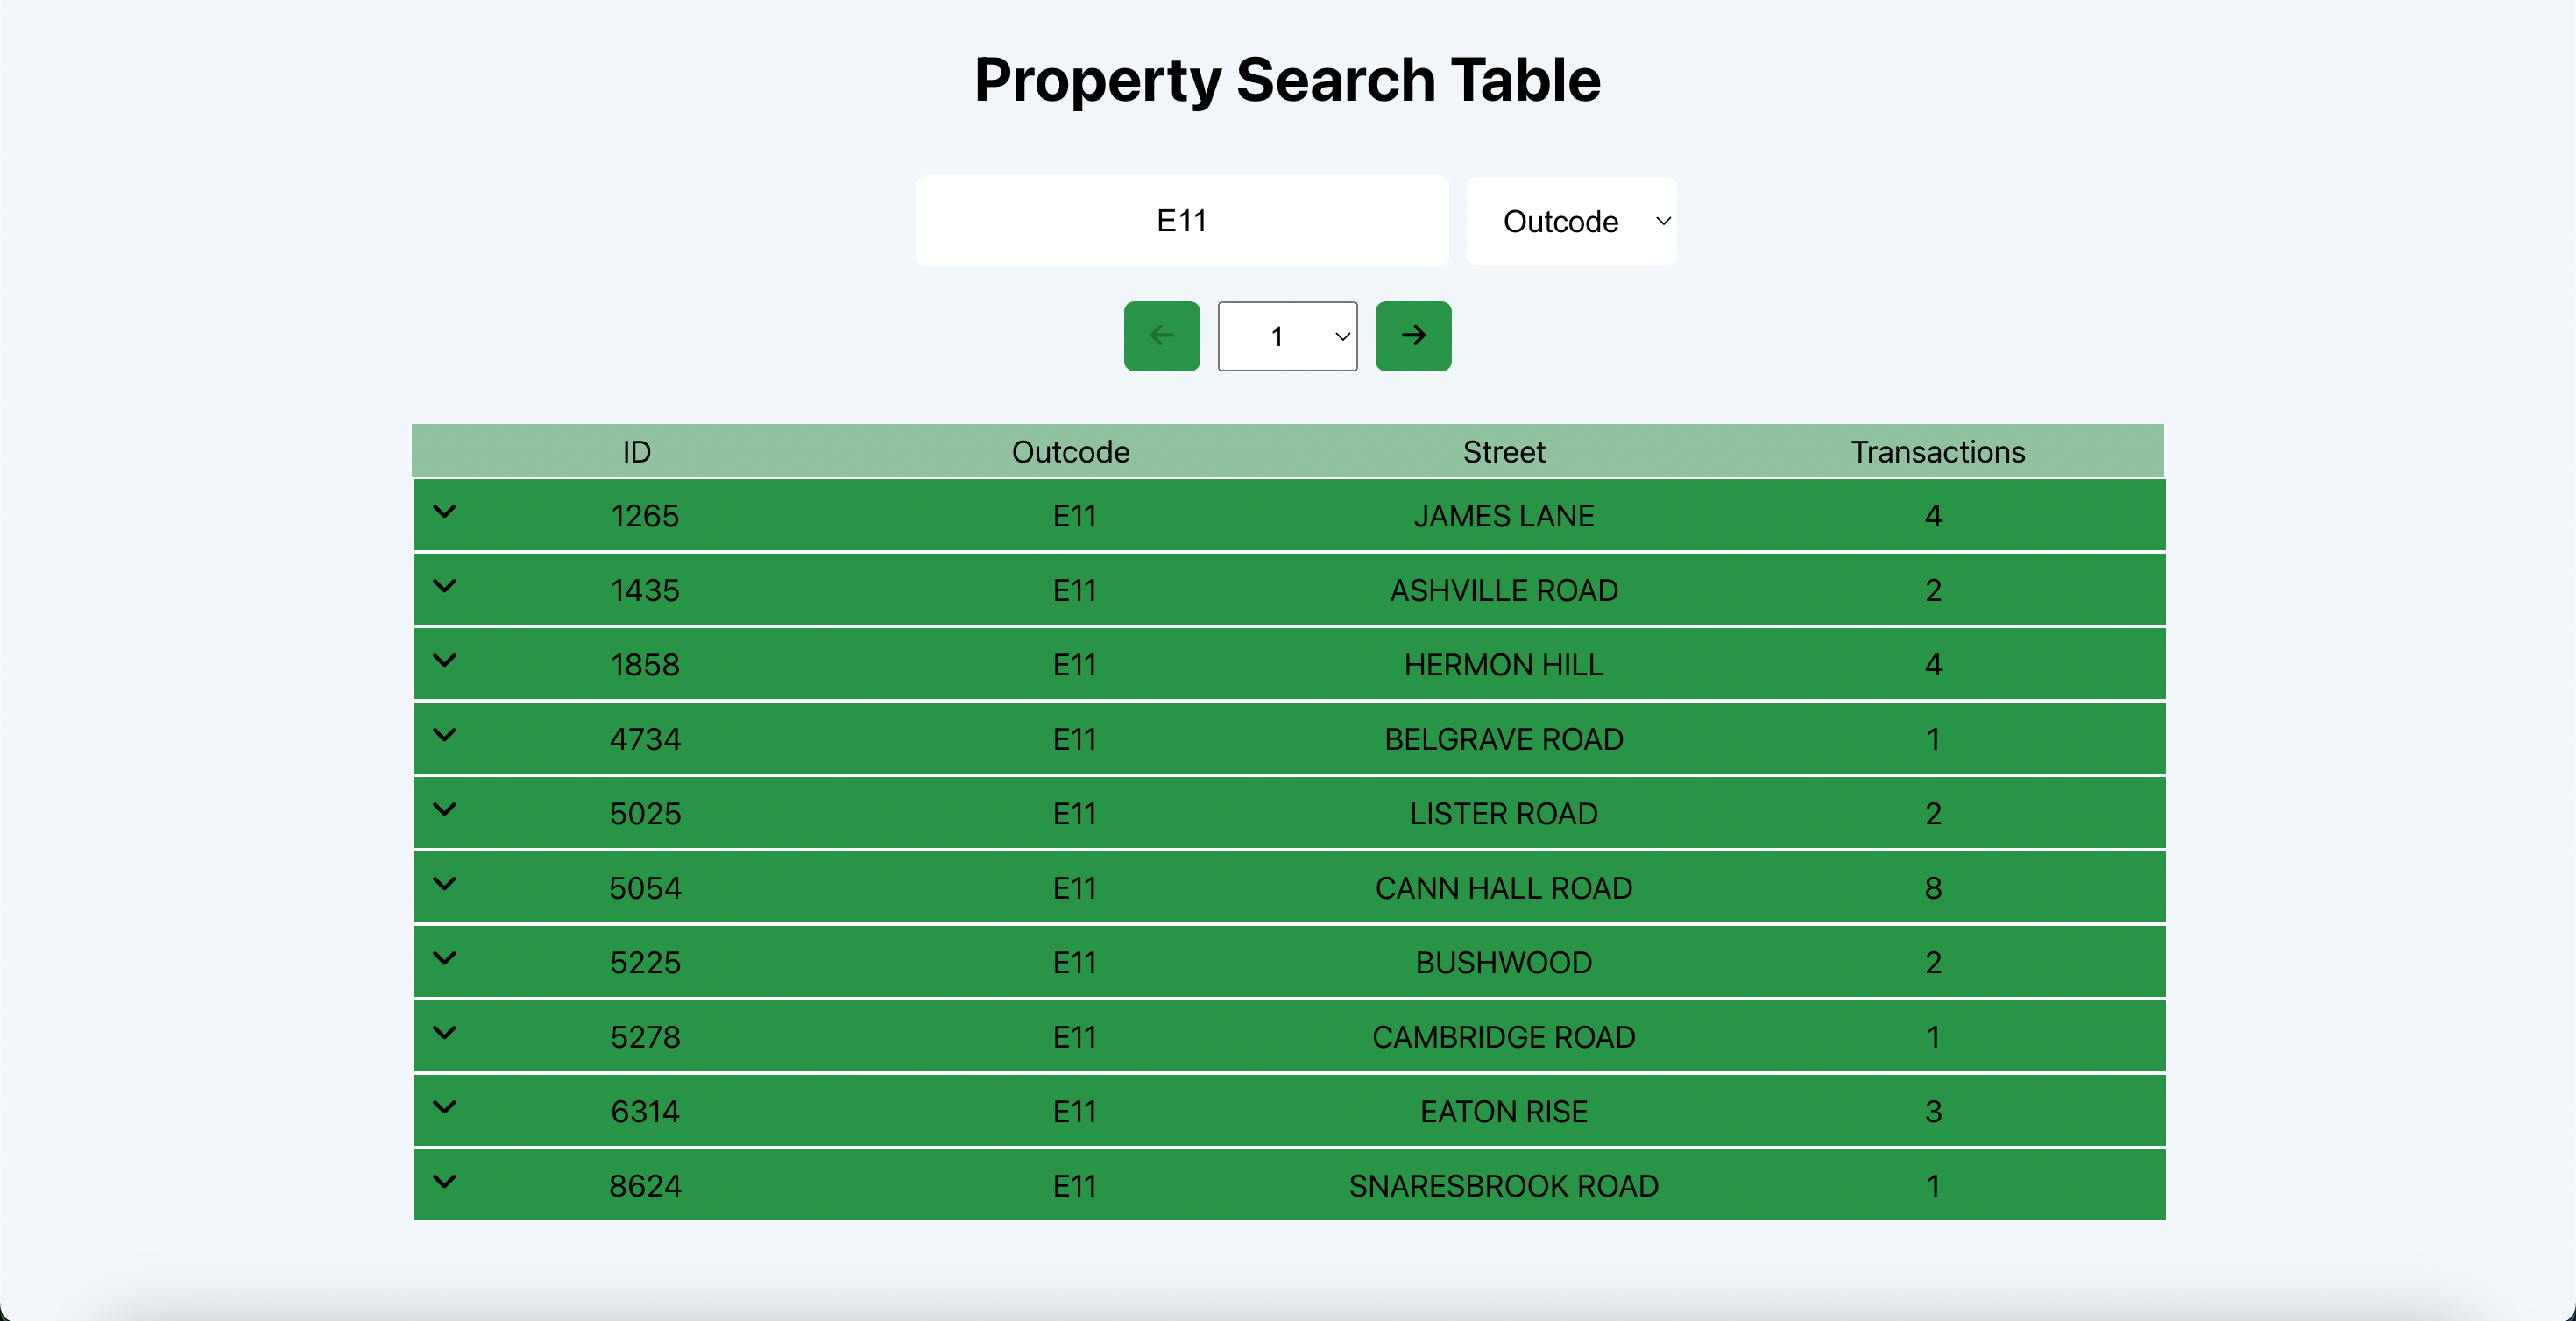 Property Search Table
E11 Outcode
1
ID Outcode Street Transactions
1265 E11 JAMES LANE 4
1435 E11 ASHVILLE ROAD 2
1858 E11 HERMON HILL 4
4734 E11 BELGRAVE ROAD 1
5025 E11 LISTER ROAD 2
5054 E11 CANN HALL ROAD 8
5225 E11 BUSHWOOD 2
5278 E11 CAMBRIDGE ROAD 1
6314 E11 EATON RISE 3
8624 E11 SNARESBROOK ROAD 1